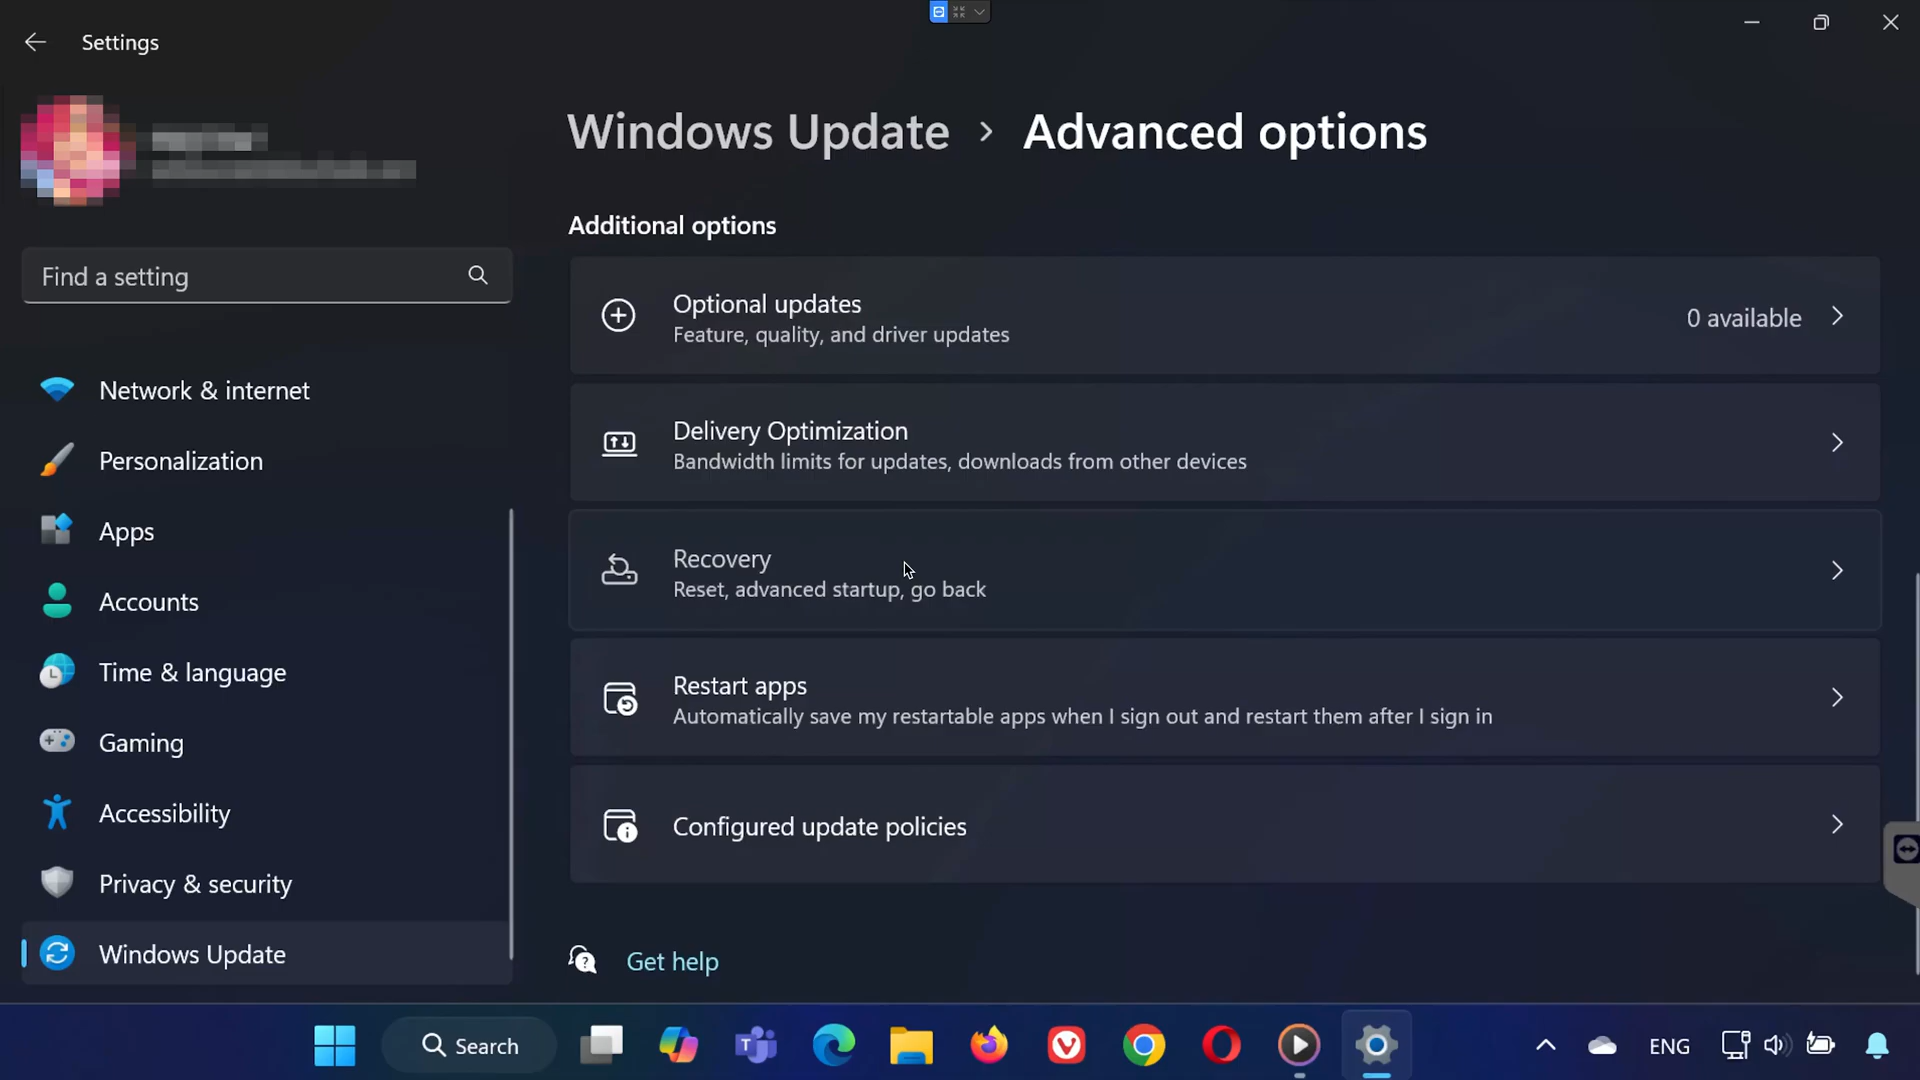 Settings
Find a setting
Network & internet
Personalization
Apps
Accounts
Time & language
Gaming
Accessibility
Privacy & security
Windows Update
Windows Update › Advanced options
Additional options
Optional updates
Feature, quality, and driver updates
0 available
Delivery Optimization
Bandwidth limits for updates, downloads from other devices
Recovery
Reset, advanced startup, go back
Restart apps
Automatically save my restartable apps when I sign out and restart them after I sign in
Configured update policies
Get help
Search
ENG